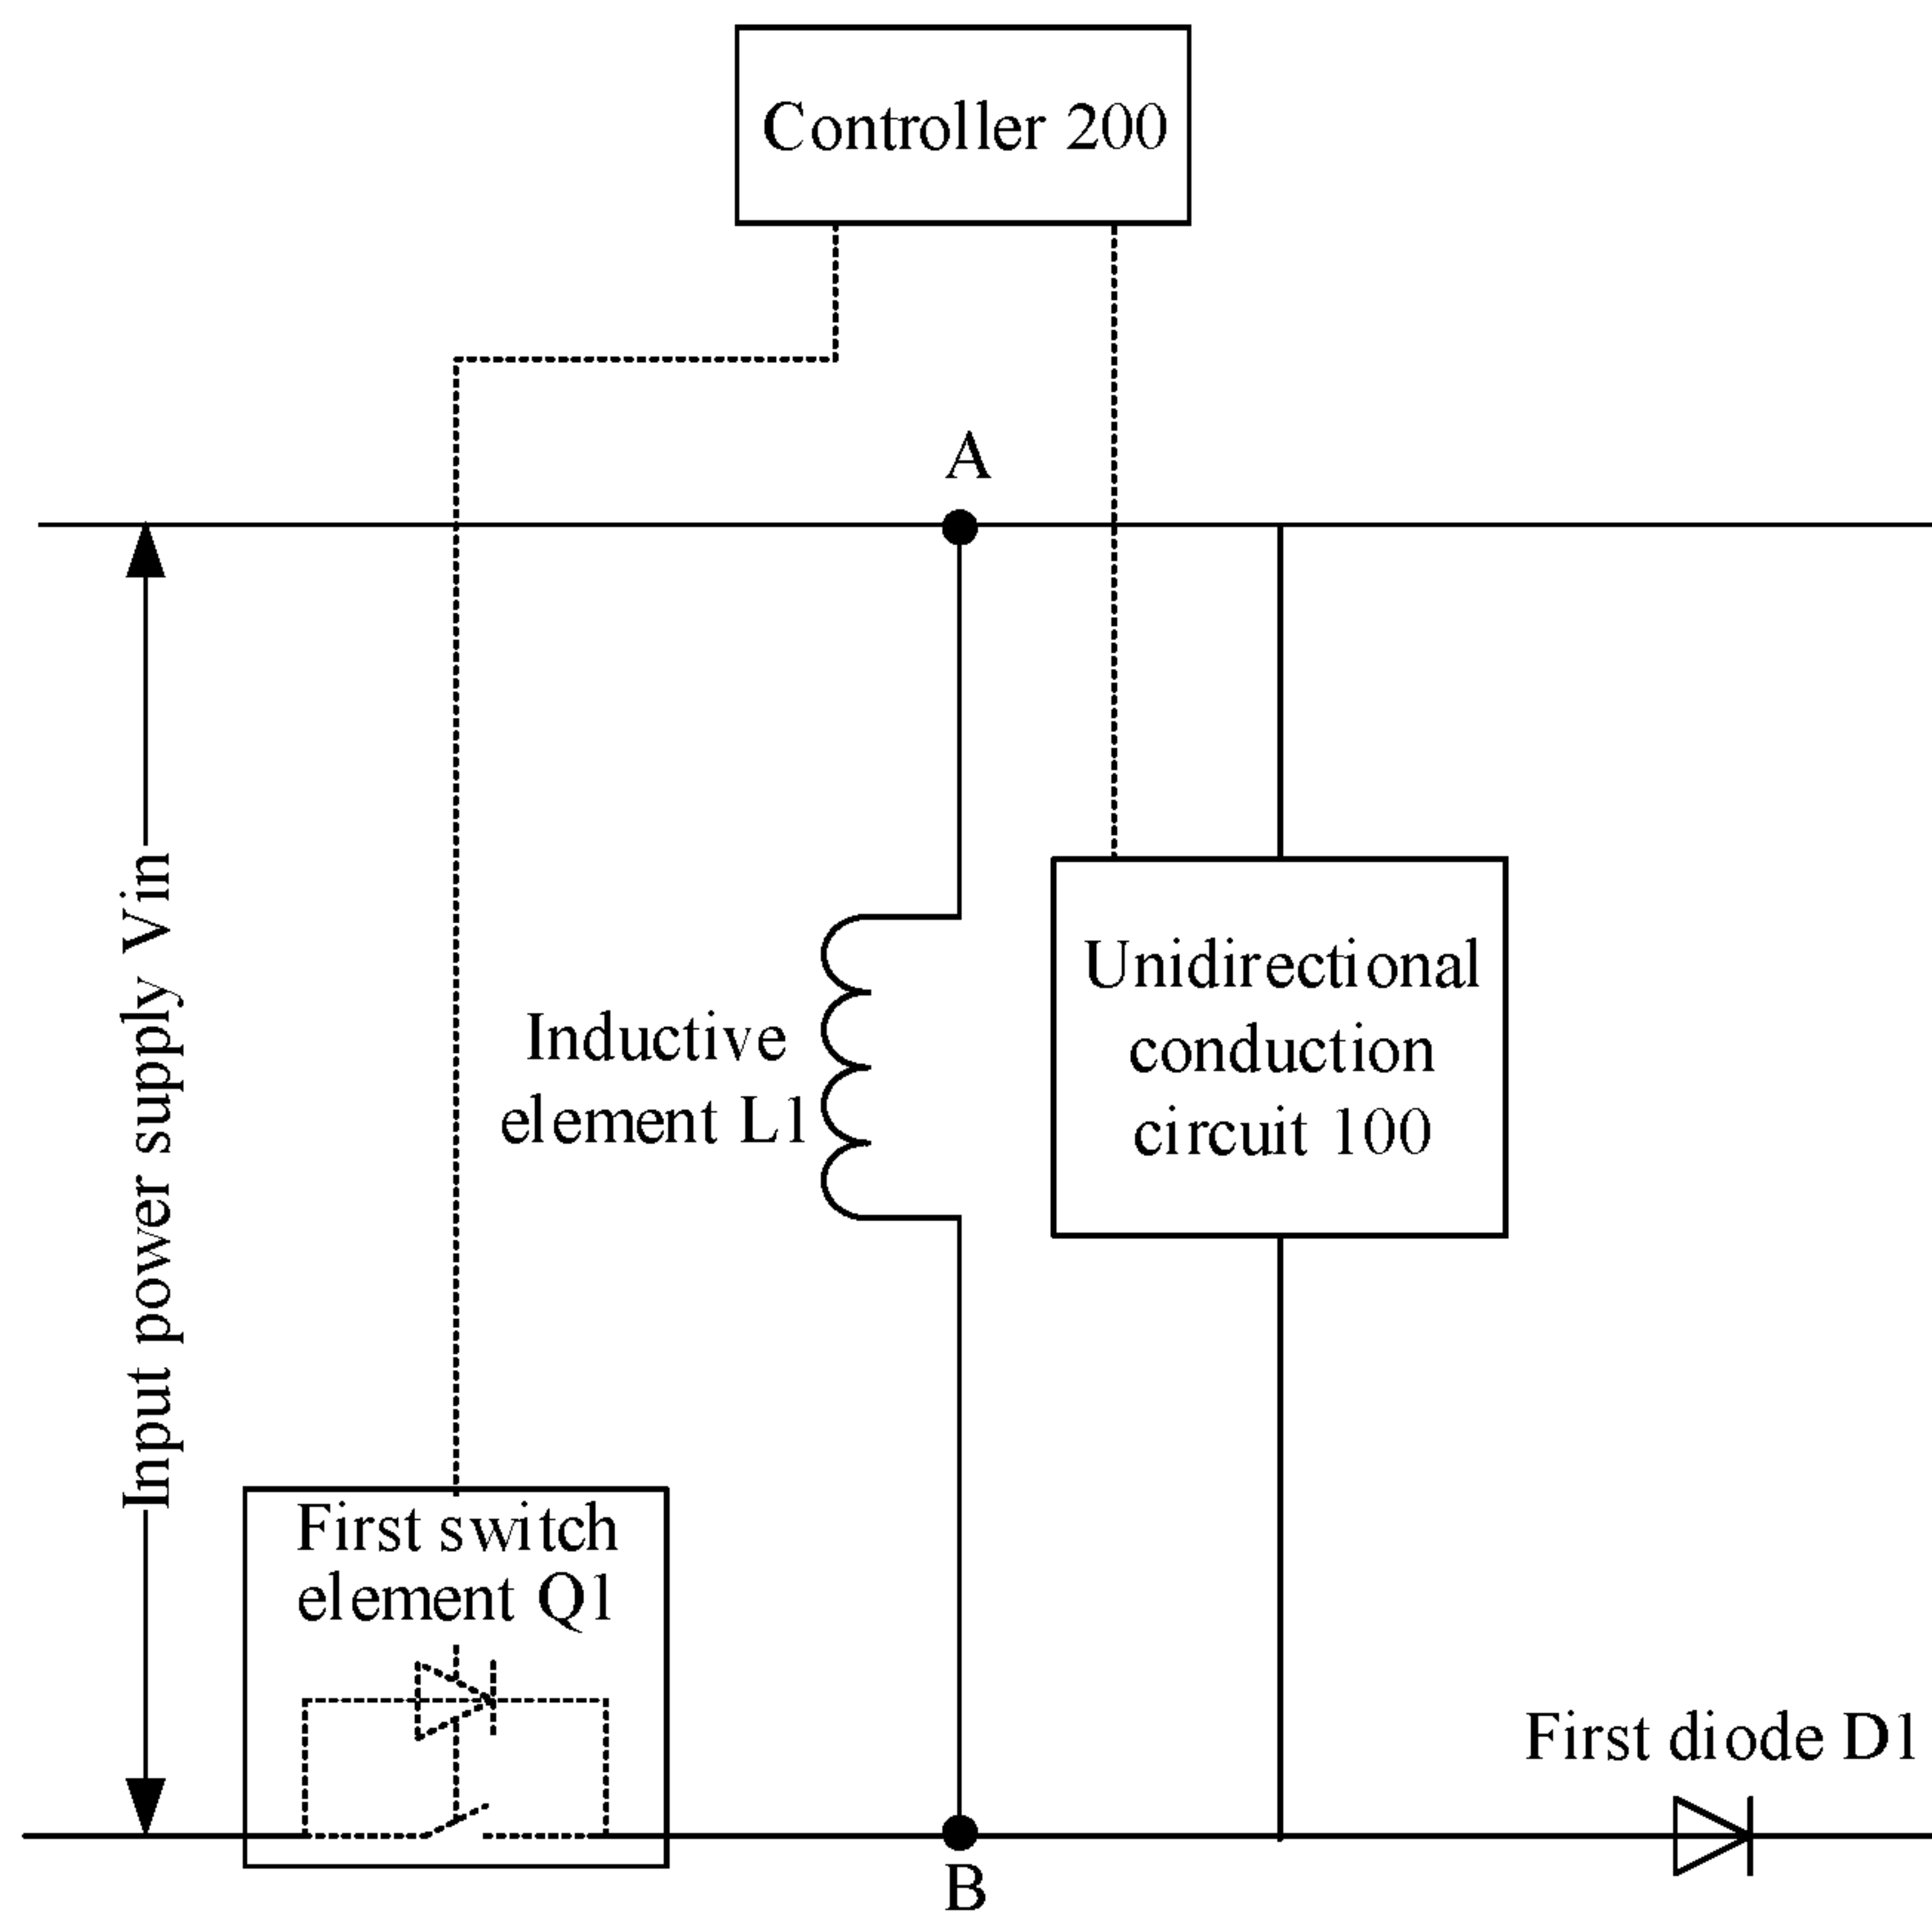 Controller 200
A
Input power supply Vin
Inductive
element L1
Unidirectional
conduction
circuit 100
First switch
element Q1
First diode D1
B